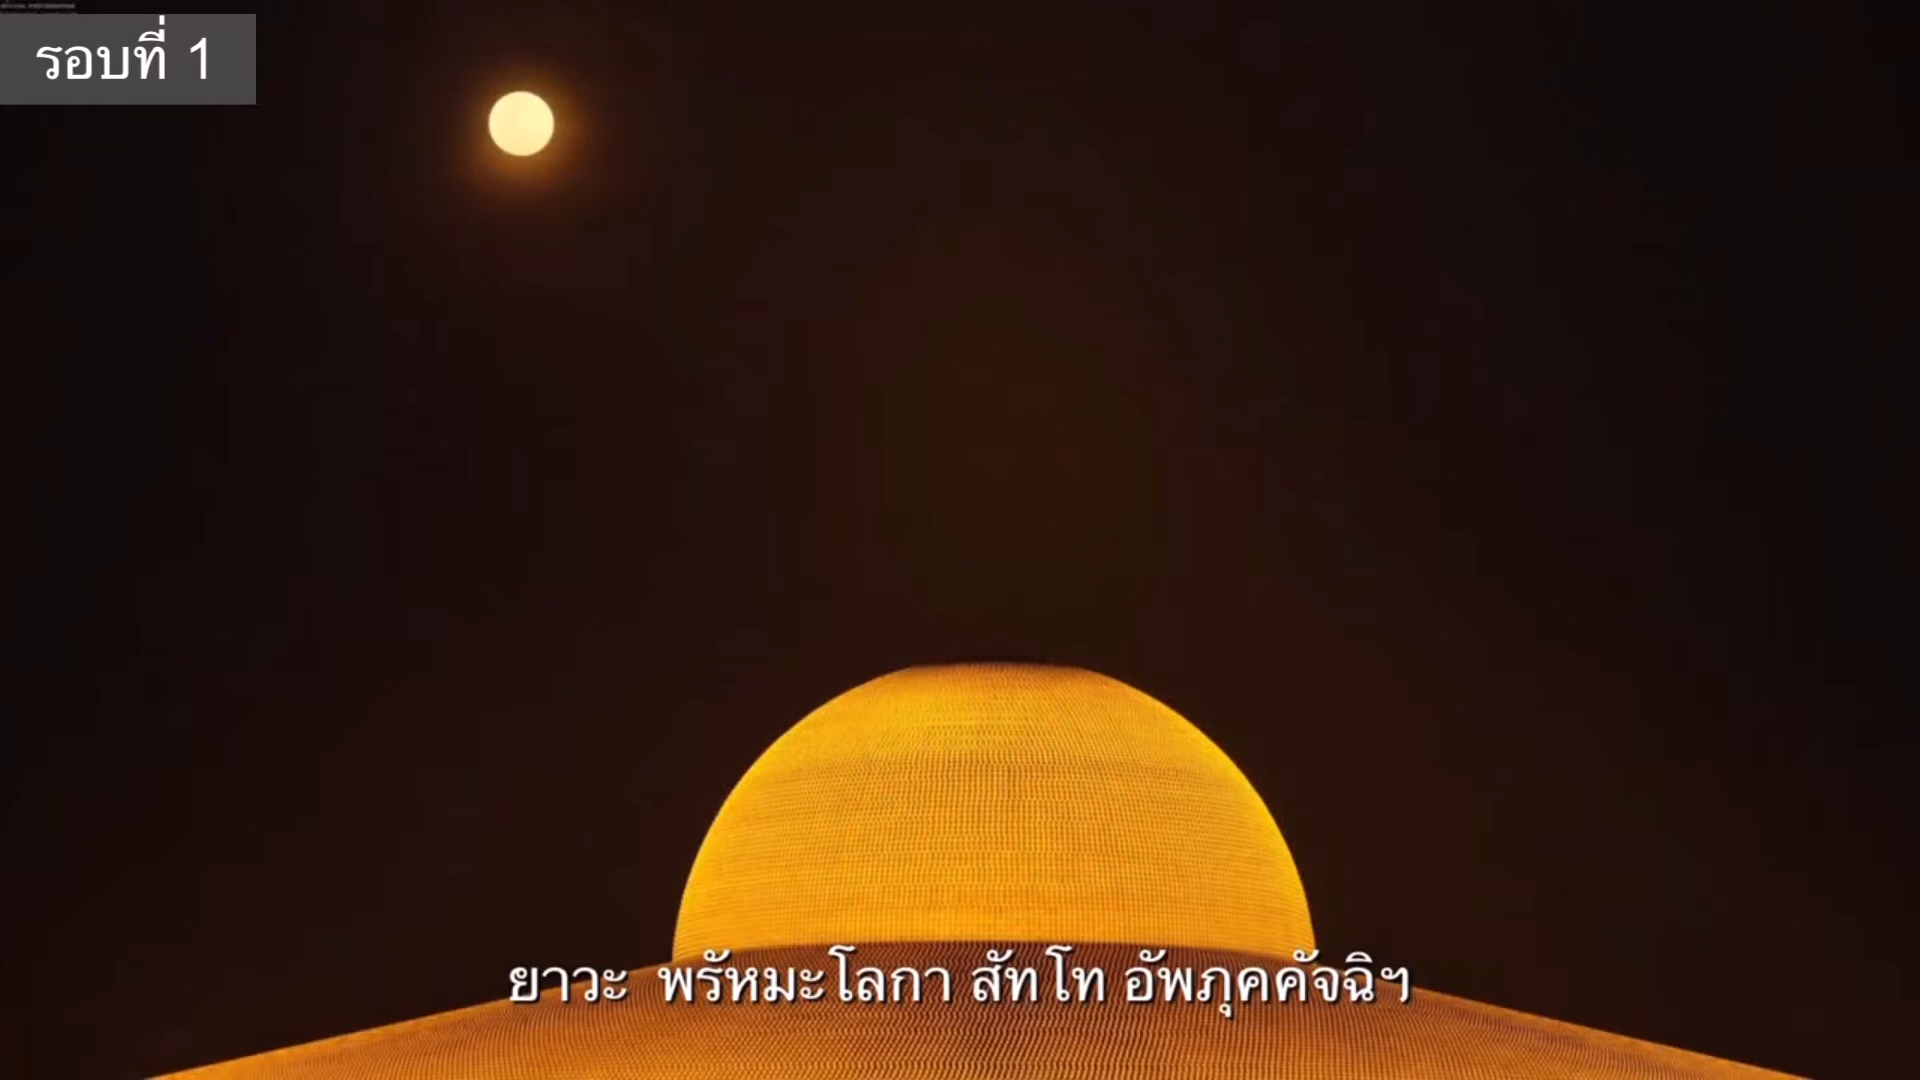 รอบที่ 1
ยาวะ พรัหมะโลกา สัทโท อัพภุคคัจฉิฯ